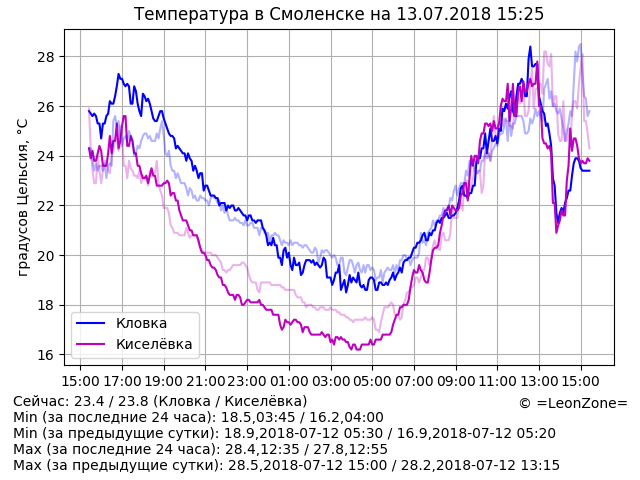 Температура в Смоленске на 13.07.2018 15:25
градусов Цельсия, °C
28
26
24
22
20
18
16
Кловка
Киселёвка
15:00 17:00 19:00 21:00 23:00 01:00 03:00 05:00 07:00 09:00 11:00 13:00 15:00
Сейчас: 23.4 / 23.8 (Кловка / Киселёвка)
© =LeonZone=
Min (за последние 24 часа): 18.5,03:45 / 16.2,04:00
Min (за предыдущие сутки): 18.9,2018-07-12 05:30 / 16.9,2018-07-12 05:20
Max (за последние 24 часа): 28.4,12:35 / 27.8,12:55
Max (за предыдущие сутки): 28.5,2018-07-12 15:00 / 28.2,2018-07-12 13:15